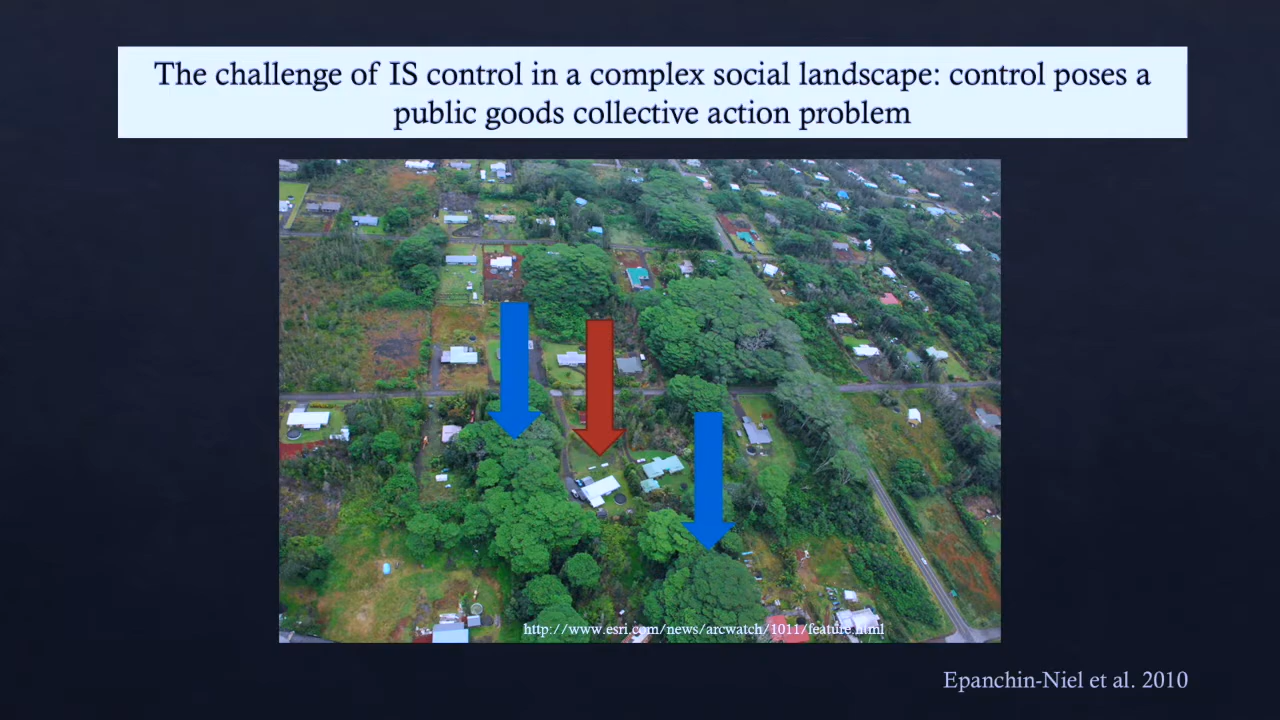 The challenge of IS control in a complex social landscape: control poses a
public goods collective action problem
http://www.esri.com/news/arcwatch/1011/feature.html
Epanchin-Niel et al. 2010